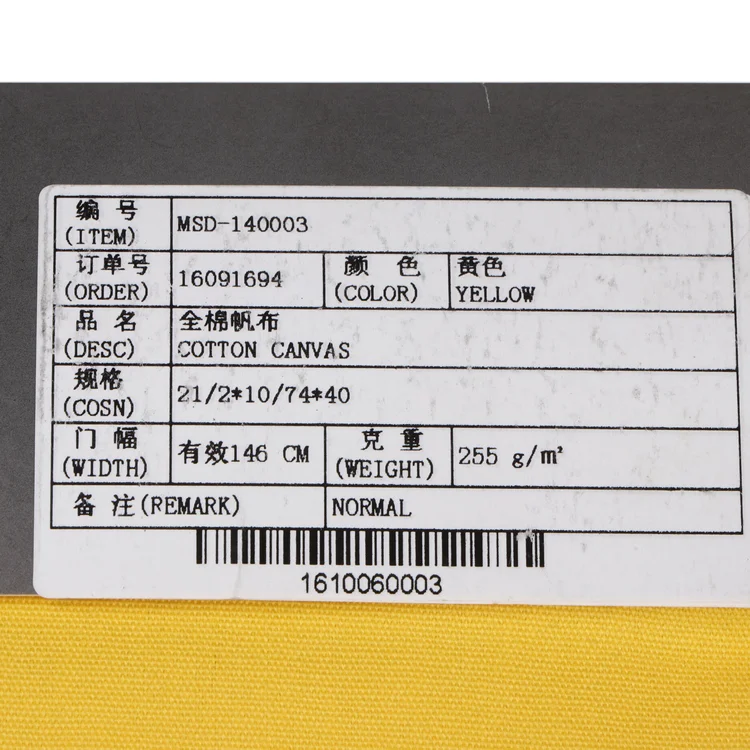 编 号
(ITEM)
MSD-140003
订单号
(ORDER)
16091694
颜 色
(COLOR)
黄色
YELLOW
品 名
(DESC)
全棉帆布
COTTON CANVAS
规格
(COSN)
21/2*10/74*40
门 幅
(WIDTH)
有效146 CM
克 重
(WEIGHT)
255 g/m²
备 注(REMARK)
NORMAL
1610060003